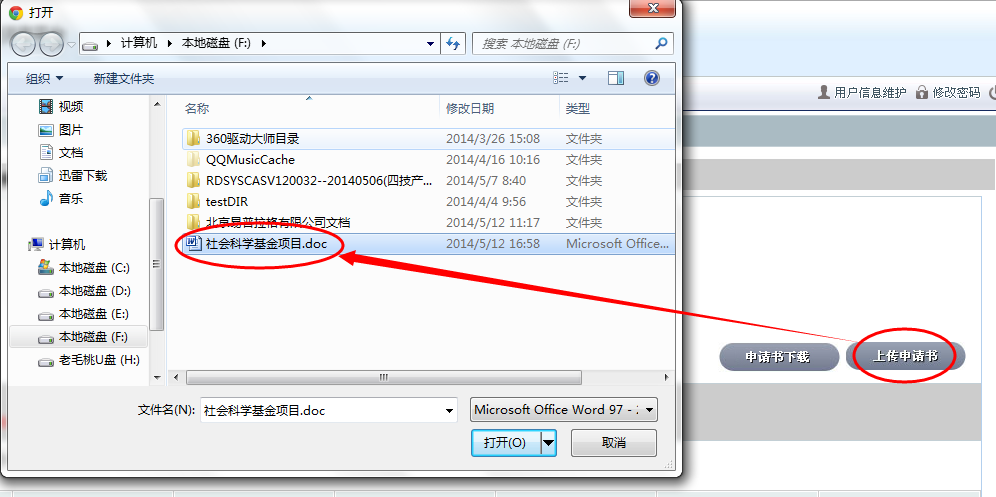 打开
计算机 本地磁盘 (F:)
搜索 本地磁盘 (F:)
组织 新建文件夹
用户信息维护 修改密码
视频
图片
文档
迅雷下载
音乐
计算机
本地磁盘 (C:)
本地磁盘 (D:)
本地磁盘 (E:)
本地磁盘 (F:)
老毛桃U盘 (H:)
名称 修改日期 类型
360驱动大师目录 2014/3/26 15:08 文件夹
QQMusicCache 2014/4/16 10:16 文件夹
RDSYSCASV120032--20140506(四技产... 2014/5/7 8:40 文件夹
testDIR 2014/4/4 9:56 文件夹
北京易普拉格有限公司文档 2014/5/12 11:17 文件夹
社会科学基金项目.doc 2014/5/12 16:58 Microsoft Office...
申请书下载 上传申请书
文件名(N): 社会科学基金项目.doc Microsoft Office Word 97 -
打开(O) 取消